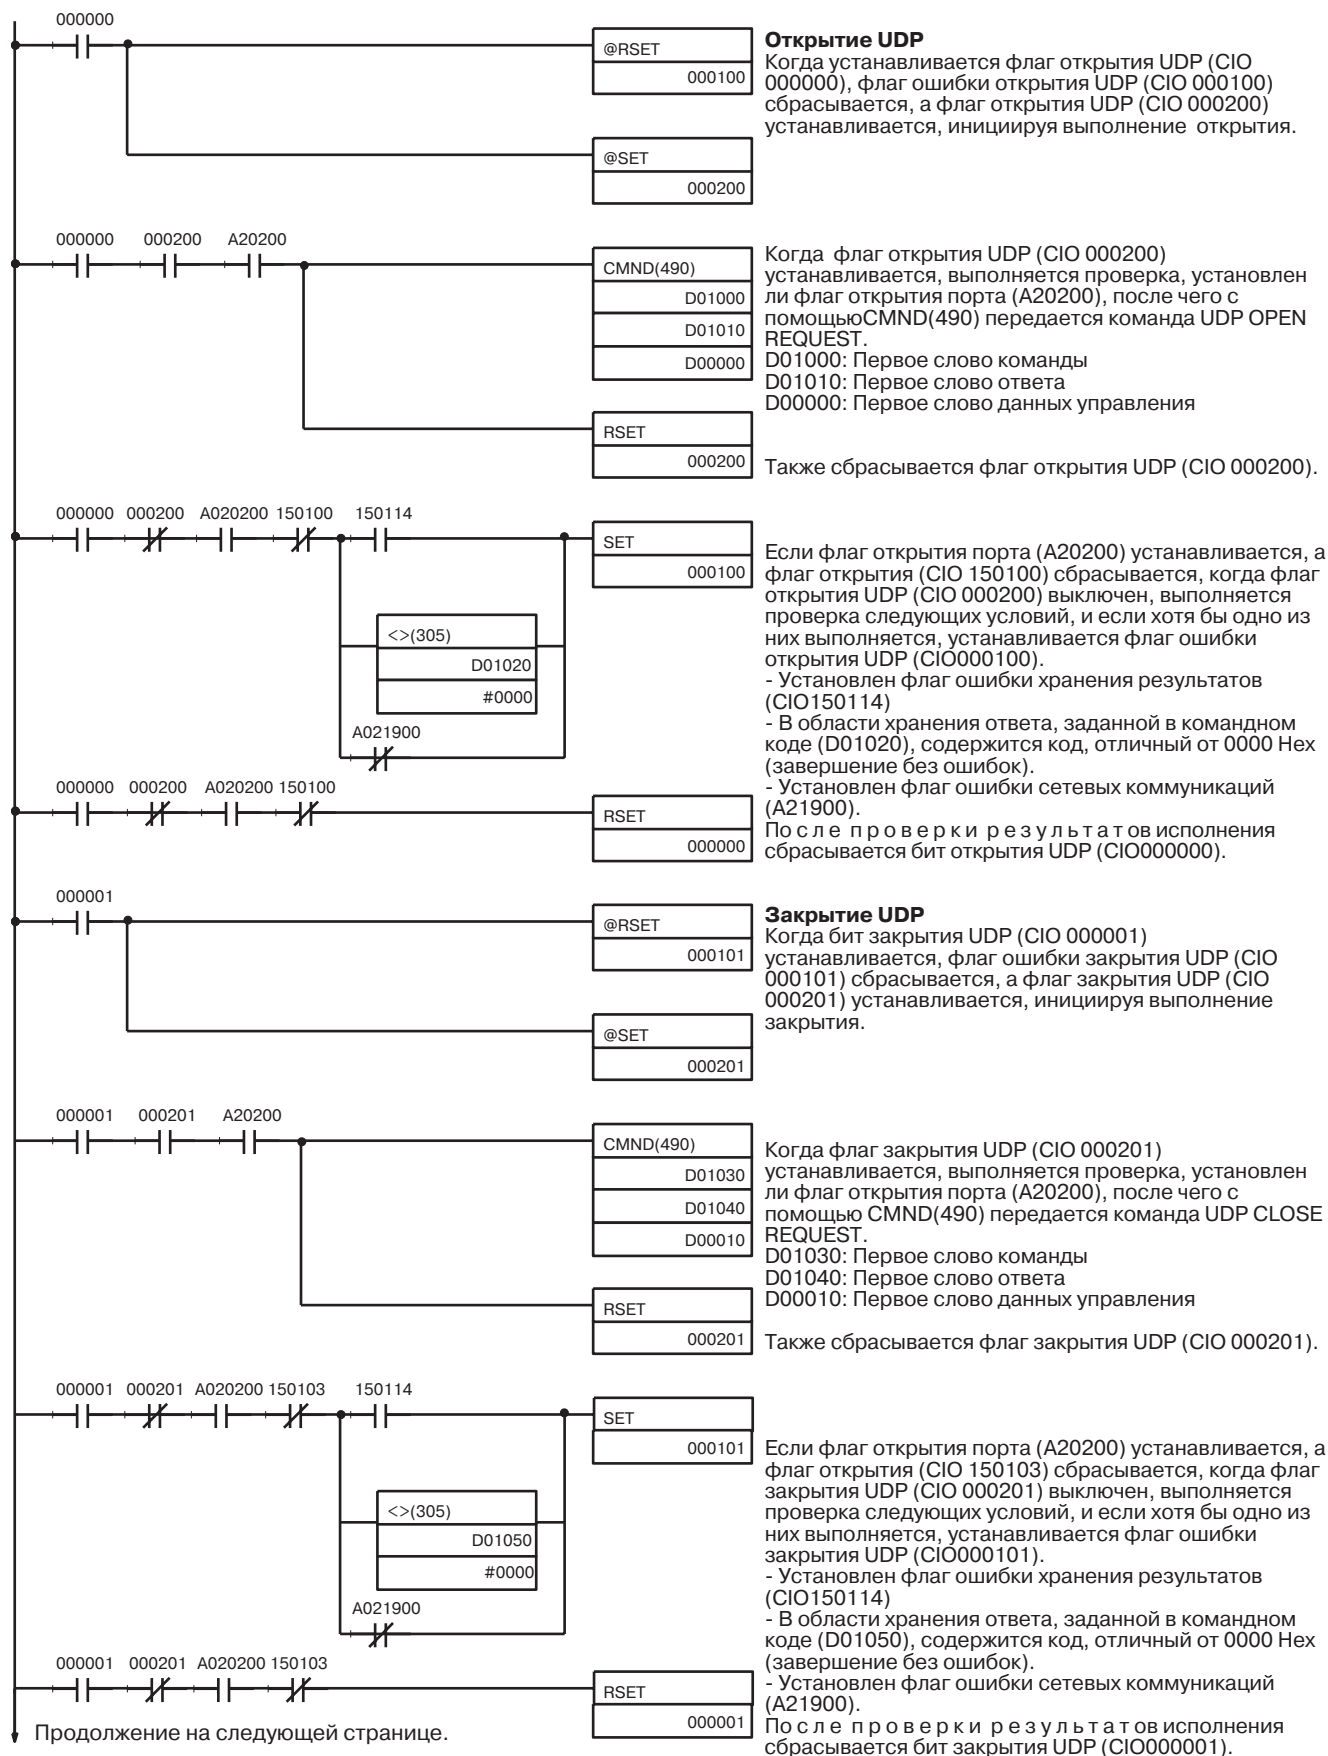 000000
@RSET
000100
Открытие UDP
Когда устанавливается флаг открытия UDP (CIO
000000), флаг ошибки открытия UDP (CIO 000100)
сбрасывается, а флаг открытия UDP (CIO 000200)
устанавливается, инициируя выполнение  открытия.
@SET
000200
000000 000200 A20200
CMND(490)
D01000
D01010
D00000
Когда  флаг открытия UDP (CIO 000200)
устанавливается, выполняется проверка, установлен
ли флаг открытия порта (A20200), после чего с
помощьюCMND(490) передается команда UDP OPEN
REQUEST.
D01000: Первое слово команды
D01010: Первое слово ответа
D00000: Первое слово данных управления
RSET
000200
Также сбрасывается флаг открытия UDP (CIO 000200).
000000 000200 A020200 150100 150114
SET
000100
<>(305)
D01020
#0000
A021900
Если флаг открытия порта (A20200) устанавливается, а
флаг открытия (CIO 150100) сбрасывается, когда флаг
открытия UDP (CIO 000200) выключен, выполняется
проверка следующих условий, и если хотя бы одно из
них выполняется, устанавливается флаг ошибки
открытия UDP (CIO000100).
- Установлен флаг ошибки хранения результатов
(CIO150114)
- В области хранения ответа, заданной в командном
коде (D01020), содержится код, отличный от 0000 Hex
(завершение без ошибок).
- Установлен флаг ошибки сетевых коммуникаций
(A21900).
000000 000200 A020200 150100
RSET
000000
По с л е  п р о в е р к и  р е з у л ь т а т ов исполнения
сбрасывается бит открытия UDP (CIO000000).
000001
@RSET
000101
Закрытие UDP
Когда бит закрытия UDP (CIO 000001)
устанавливается, флаг ошибки закрытия UDP (CIO
000101) сбрасывается, а флаг закрытия UDP (CIO
000201) устанавливается, инициируя выполнение
закрытия.
@SET
000201
000001 000201 A20200
CMND(490)
D01030
D01040
D00010
Когда флаг закрытия UDP (CIO 000201)
устанавливается, выполняется проверка, установлен
ли флаг открытия порта (A20200), после чего с
помощью CMND(490) передается команда UDP CLOSE
REQUEST.
D01030: Первое слово команды
D01040: Первое слово ответа
D00010: Первое слово данных управления
RSET
000201
Также сбрасывается флаг закрытия UDP (CIO 000201).
000001 000201 A020200 150103 150114
SET
000101
<>(305)
D01050
#0000
A021900
Если флаг открытия порта (A20200) устанавливается, а
флаг открытия (CIO 150103) сбрасывается, когда флаг
закрытия UDP (CIO 000201) выключен, выполняется
проверка следующих условий, и если хотя бы одно из
них выполняется, устанавливается флаг ошибки
закрытия UDP (CIO000101).
- Установлен флаг ошибки хранения результатов
(CIO150114)
- В области хранения ответа, заданной в командном
коде (D01050), содержится код, отличный от 0000 Hex
(завершение без ошибок).
- Установлен флаг ошибки сетевых коммуникаций
(A21900).
000001 000201 A020200 150103
RSET
000001
По с л е  п р о в е р к и  р е з у л ь т а т ов исполнения
сбрасывается бит закрытия UDP (CIO000001).
Продолжение на следующей странице.